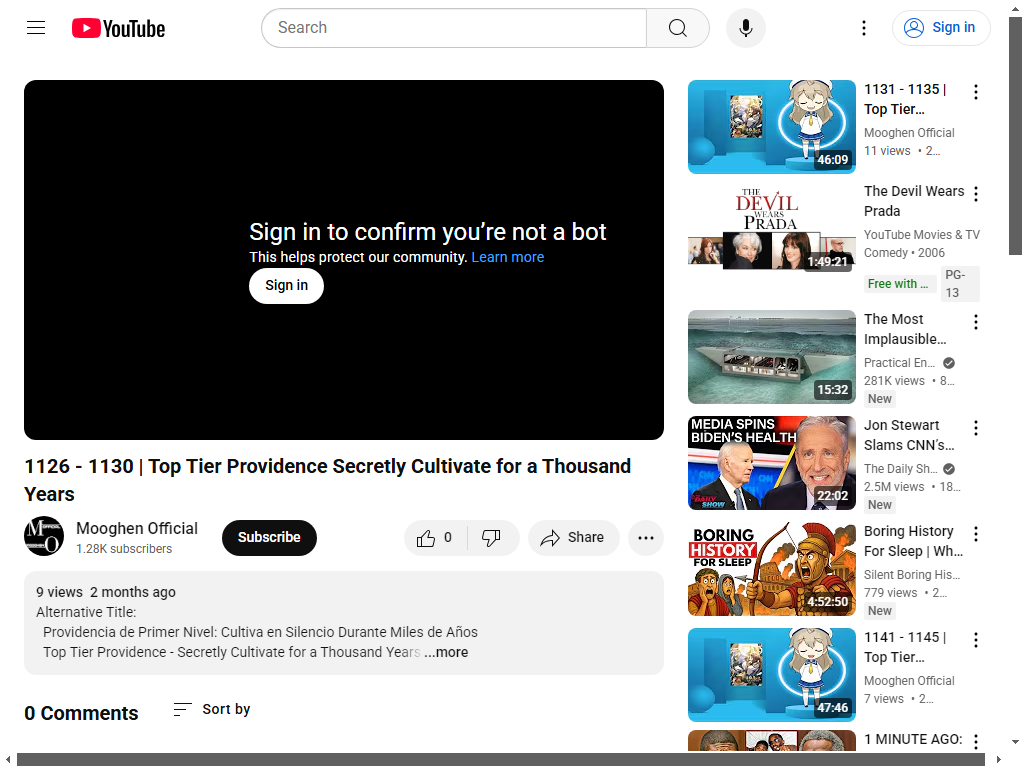 YouTube
Search
Sign in
Sign in to confirm you're not a bot
This helps protect our community. Learn more
Sign in
1126 - 1130 | Top Tier Providence Secretly Cultivate for a Thousand
Years
Mooghen Official
1.28K subscribers
Subscribe
0
Share
9 views 2 months ago
Alternative Title:
Providencia de Primer Nivel: Cultiva en Silencio Durante Miles de Años
Top Tier Providence - Secretly Cultivate for a Thousand Years ...more
0 Comments
Sort by
46:09
1131 - 1135 |
Top Tier...
Mooghen Official
11 views • 2...
THE
DEVIL
WEARS
PRADA
1:49:21
The Devil Wears
Prada
YouTube Movies & TV
Comedy • 2006
Free with ...
PG-
13
15:32
The Most
Implausible...
Practical En...
281K views • 8...
New
MEDIA SPINS
BIDEN'S HEALTH
THE DAILY SHOW
22:02
Jon Stewart
Slams CNN's...
The Daily Sh...
2.5M views • 18...
New
BORING
HISTORY
FOR SLEEP
4:52:50
Boring History
For Sleep | Wh...
Silent Boring His...
779 views • 2...
New
47:46
1141 - 1145 |
Top Tier...
Mooghen Official
7 views • 2...
1 MINUTE AGO: